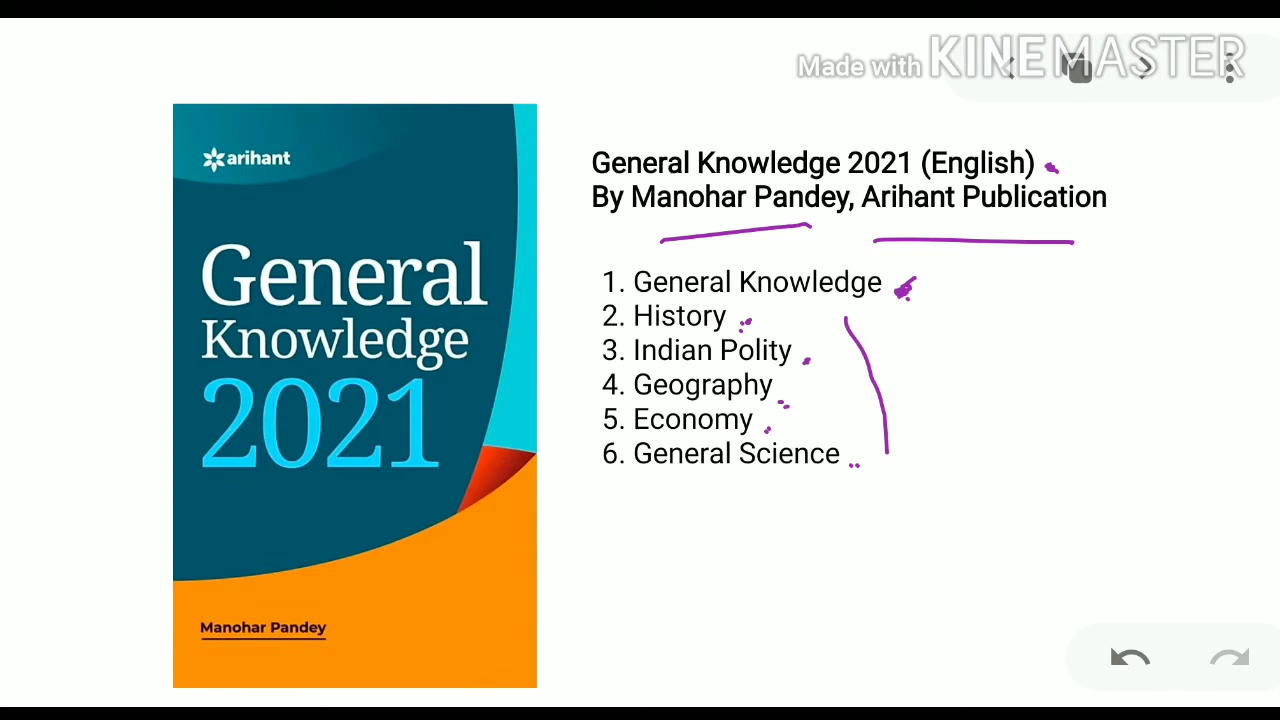 Made with KINEMASTER
arihant
General
Knowledge
2021
Manohar Pandey
General Knowledge 2021 (English)
By Manohar Pandey, Arihant Publication
1. General Knowledge
2. History
3. Indian Polity
4. Geography
5. Economy
6. General Science